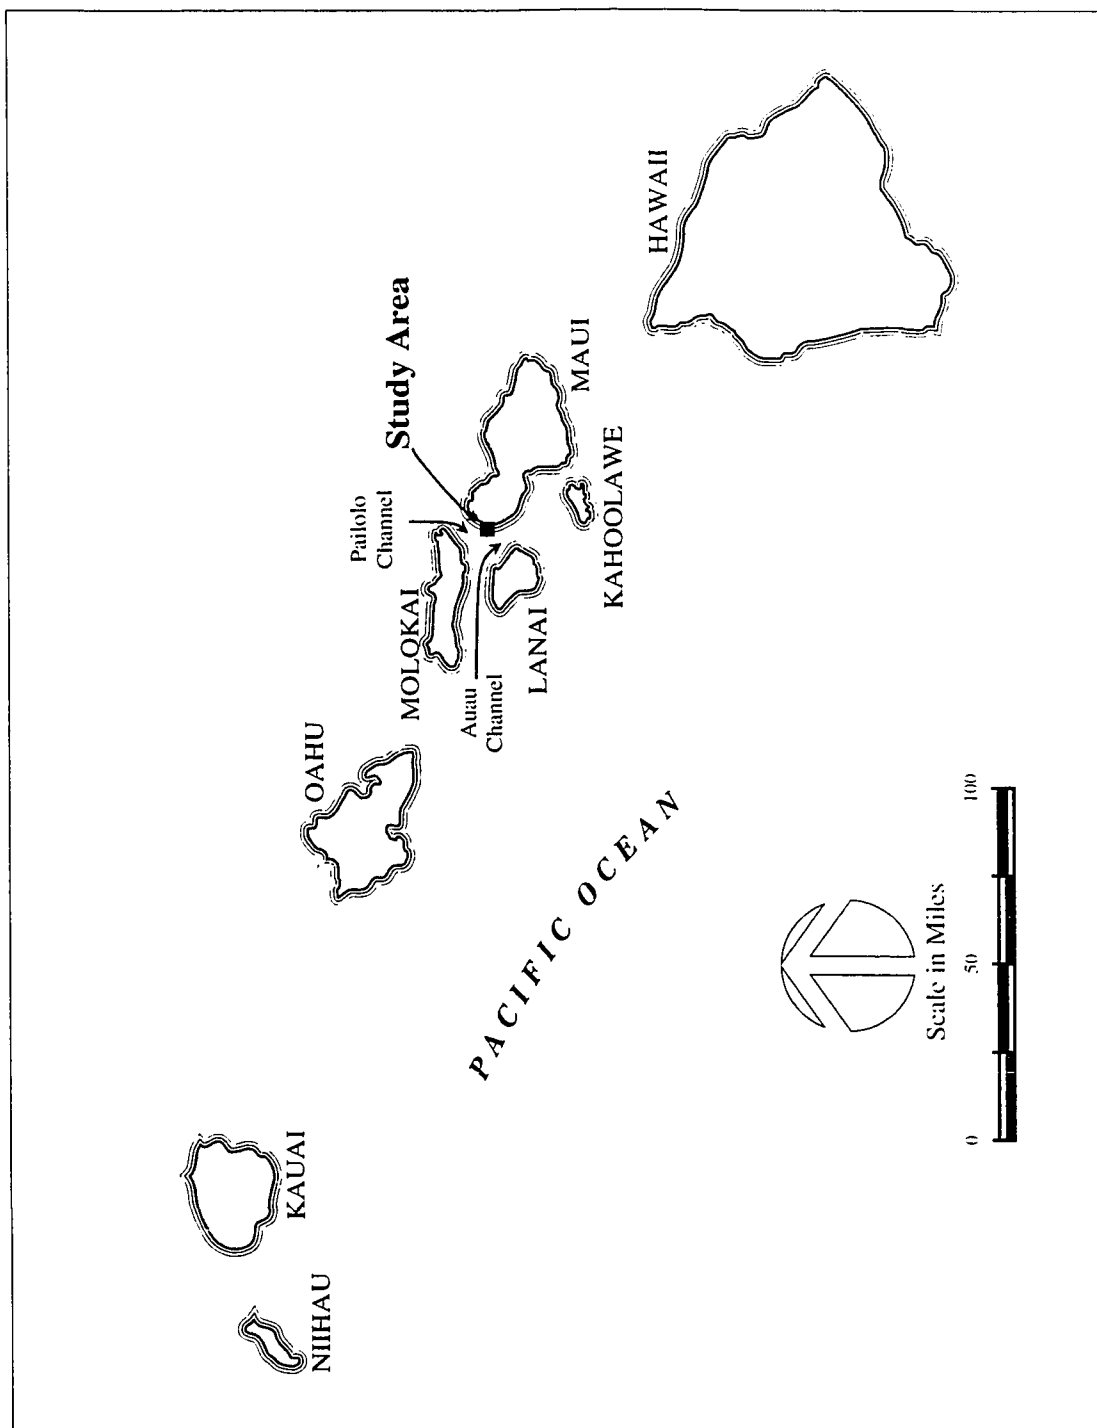 KAUAI
OAHU
NIIHAU
Pailolo
Channel
Study Area
MOLOKAI
Auau
Channel
LANAI
MAUI
PACIFIC OCEAN
KAHOOLAWE
HAWAII
Scale in Miles
0 50 100